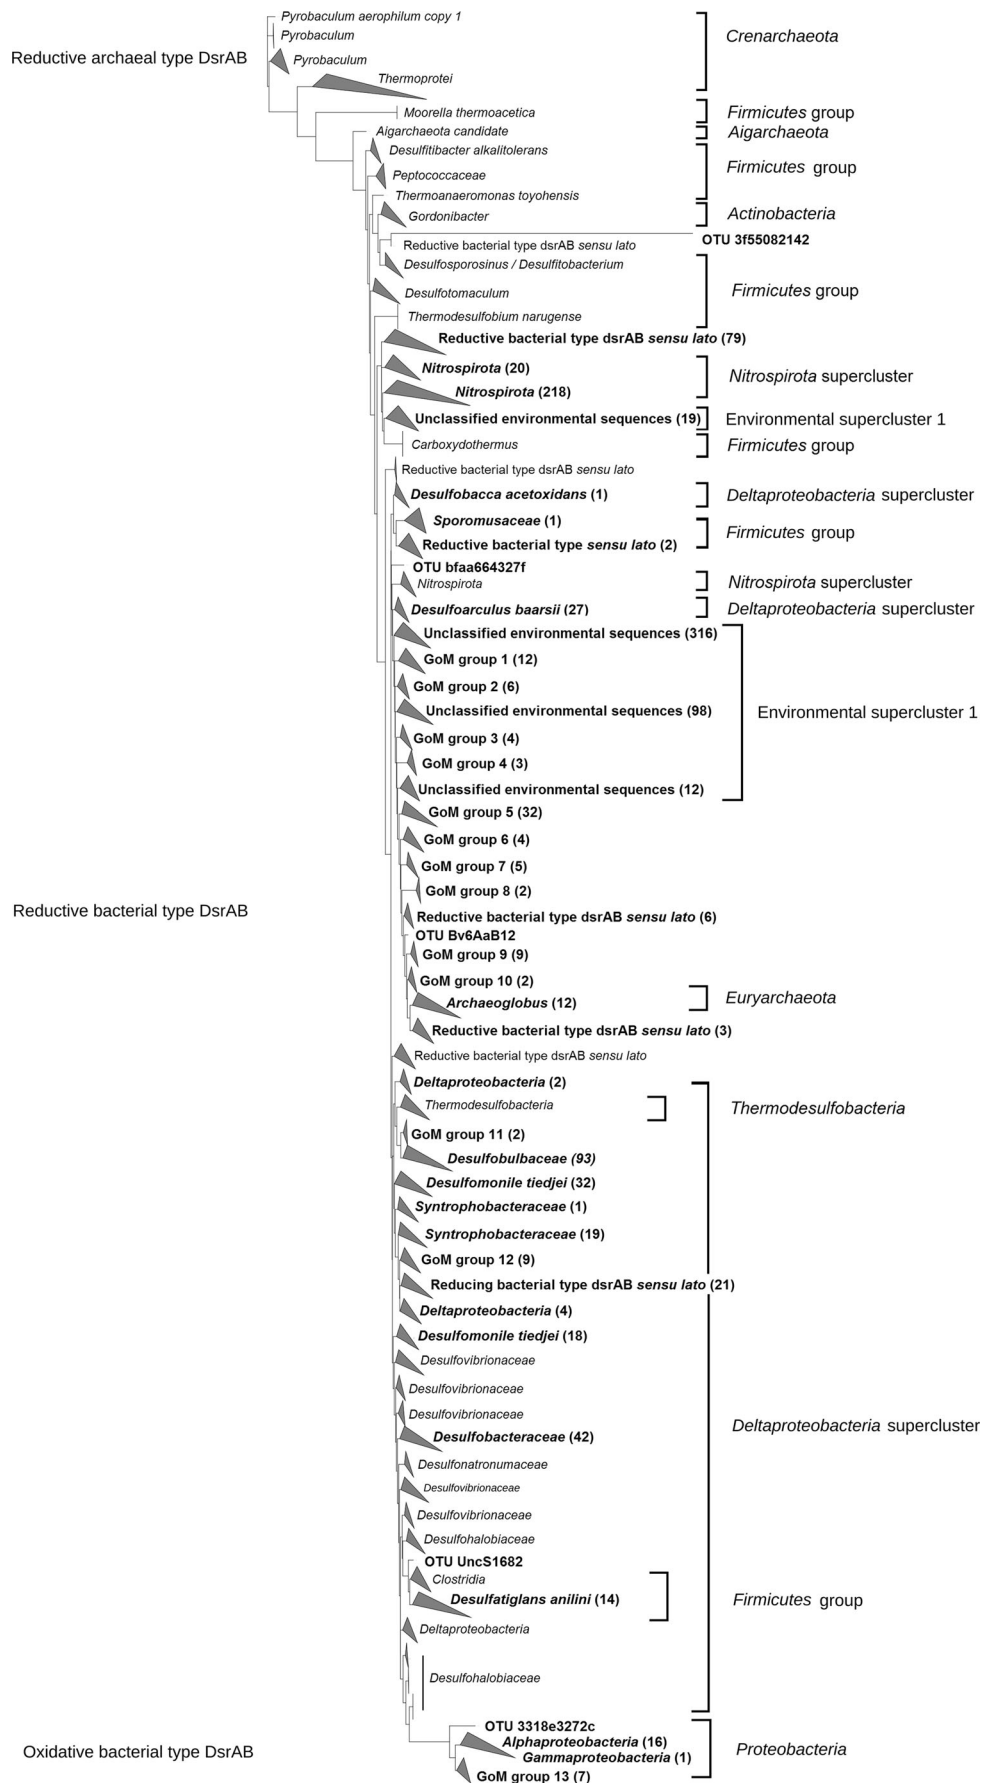 Pyrobaculum aerophilum copy 1
Pyrobaculum
Crenarchaeota
Reductive archaeal type DsrAB
Pyrobaculum
Thermoprotei
Moorella thermoacetica
Firmicutes group
Aigarchaeota candidate
Aigarchaeota
Desulfitibacter alkalitolerans
Firmicutes group
Peptococcaceae
Thermoanaeromonas toyohensis
Gordonibacter
Actinobacteria
OTU 3f55082142
Reductive bacterial type dsrAB sensu lato
Desulfosporosinus / Desulfitobacterium
Desulfotomaculum
Firmicutes group
Thermodesulfobium narugense
Reductive bacterial type dsrAB sensu lato (79)
Nitrospirota (20)
Nitrospirota supercluster
Nitrospirota (218)
Unclassified environmental sequences (19)
Environmental supercluster 1
Carboxydothermus
Firmicutes group
Reductive bacterial type dsrAB sensu lato
Desulfobacca acetoxidans (1)
Deltaproteobacteria supercluster
Sporomusaceae (1)
Firmicutes group
Reductive bacterial type sensu lato (2)
OTU bfaa664327f
Nitrospirota
Nitrospirota supercluster
Desulfoarculus baarsii (27)
Deltaproteobacteria supercluster
Unclassified environmental sequences (316)
GoM group 1 (12)
GoM group 2 (6)
Unclassified environmental sequences (98)
Environmental supercluster 1
GoM group 3 (4)
GoM group 4 (3)
Unclassified environmental sequences (12)
GoM group 5 (32)
GoM group 6 (4)
GoM group 7 (5)
GoM group 8 (2)
Reductive bacterial type DsrAB
Reductive bacterial type dsrAB sensu lato (6)
OTU Bv6AaB12
GoM group 9 (9)
GoM group 10 (2)
Archaeoglobus (12)
Euryarchaeota
Reductive bacterial type dsrAB sensu lato (3)
Reductive bacterial type dsrAB sensu lato
Deltaproteobacteria (2)
Thermodesulfobacteria
Thermodesulfobacteria
GoM group 11 (2)
Desulfobulbaceae (93)
Desulfomonile tiedjei (32)
Syntrophobacteraceae (1)
Syntrophobacteraceae (19)
GoM group 12 (9)
Reducing bacterial type dsrAB sensu lato (21)
Deltaproteobacteria (4)
Desulfomonile tiedjei (18)
Desulfovibrionaceae
Desulfovibrionaceae
Desulfovibrionaceae
Deltaproteobacteria supercluster
Desulfobacteraceae (42)
Desulfonatronumaceae
Desulfovibrionaceae
Desulfovibrionaceae
Desulfohalobiaceae
OTU UncS1682
Clostridia
Desulfatiglans anilini (14)
Firmicutes group
Deltaproteobacteria
Desulfohalobiaceae
OTU 3318e3272c
Alphaproteobacteria (16)
Proteobacteria
Oxidative bacterial type DsrAB
Gammaproteobacteria (1)
GoM group 13 (7)